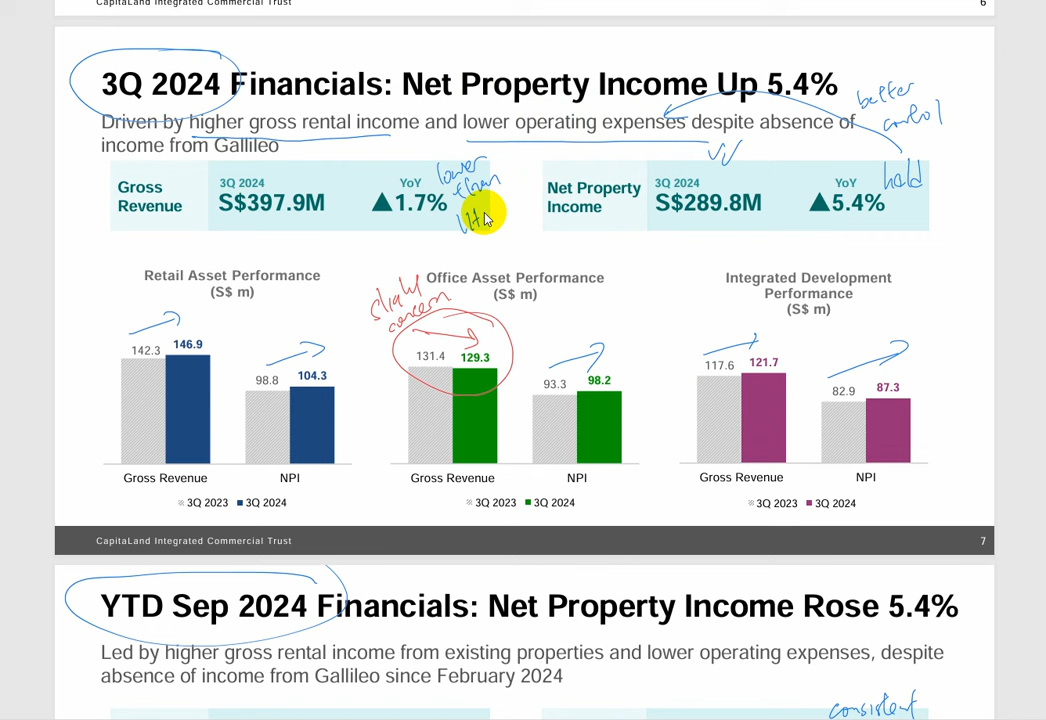 CapitaLand Integrated Commercial Trust
6
3Q 2024 Financials: Net Property Income Up 5.4%
better
control
Driven by higher gross rental income and lower operating expenses despite absence of
income from Gallileo
lower
than
held
Gross
Revenue
3Q 2024
S$397.9M
YoY
▲1.7%
Net Property
Income
3Q 2024
S$289.8M
YoY
▲5.4%
Retail Asset Performance
(S$ m)
142.3
146.9
98.8
104.3
Gross Revenue
NPI
3Q 2023
3Q 2024
slight
concern
Office Asset Performance
(S$ m)
131.4
129.3
93.3
98.2
Gross Revenue
NPI
3Q 2023
3Q 2024
Integrated Development
Performance
(S$ m)
117.6
121.7
82.9
87.3
Gross Revenue
NPI
3Q 2023
3Q 2024
CapitaLand Integrated Commercial Trust
7
YTD Sep 2024 Financials: Net Property Income Rose 5.4%
Led by higher gross rental income from existing properties and lower operating expenses, despite
absence of income from Gallileo since February 2024
consistent